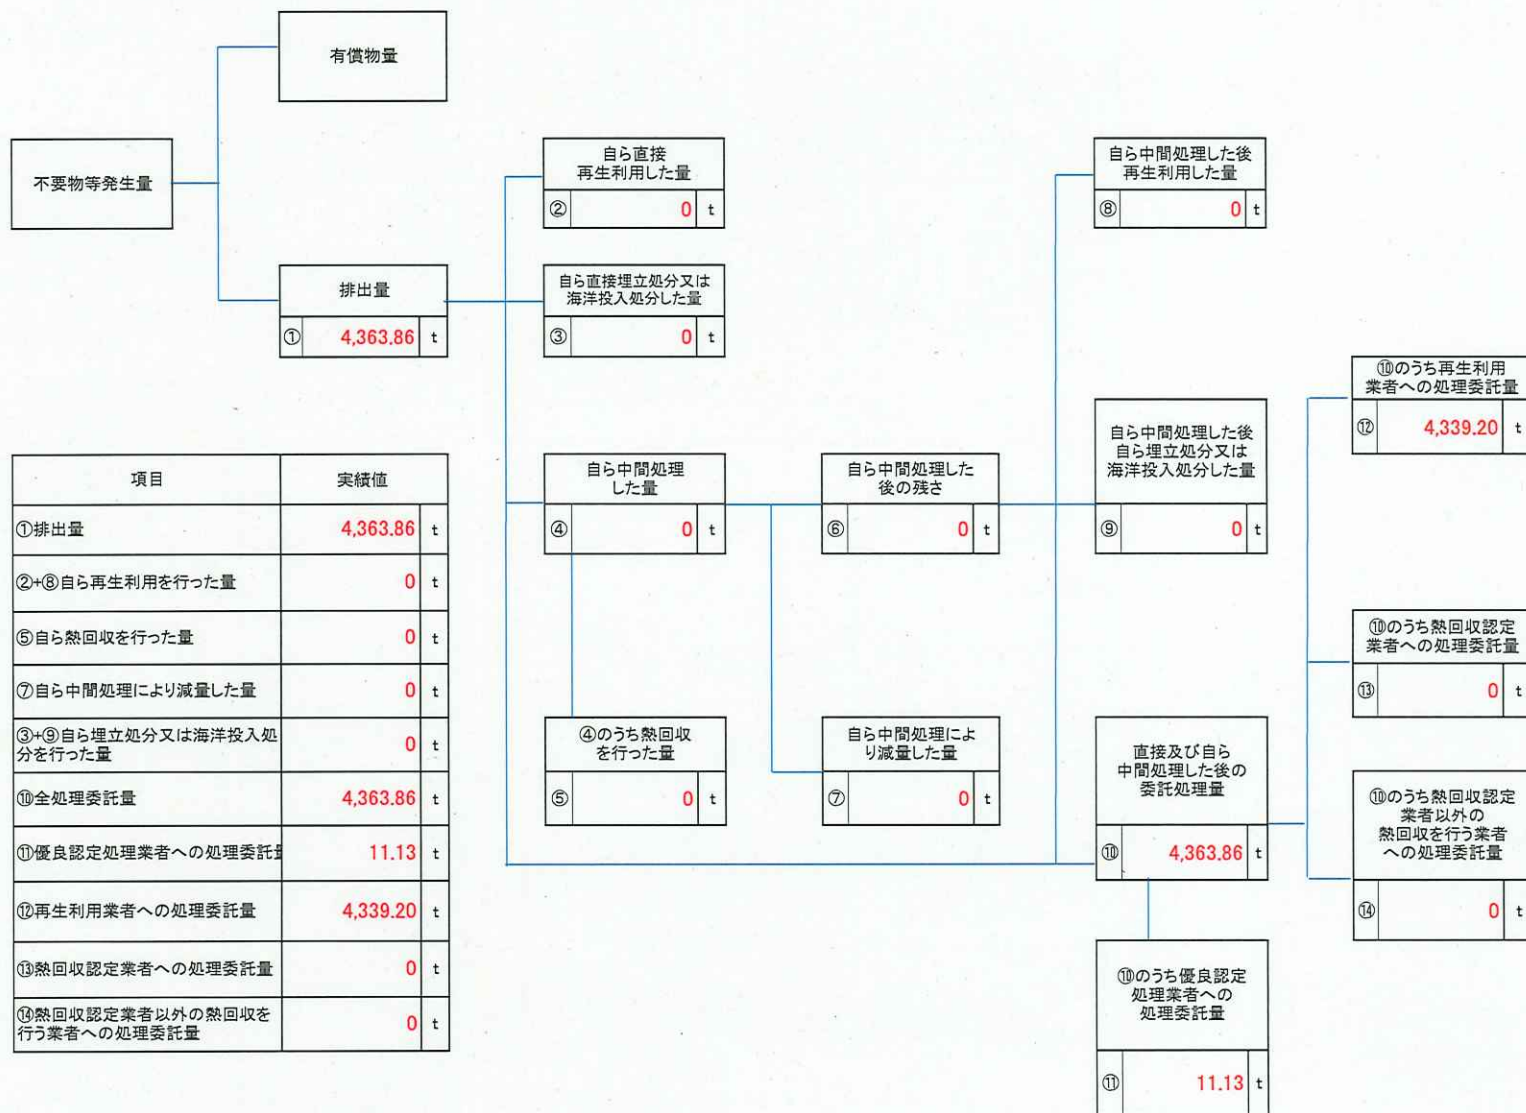 有償物量
不要物等発生量
排出量
① 4,363.86 t
自ら直接
再生利用した量
② 0 t
自ら直接埋立処分又は
海洋投入処分した量
③ 0 t
自ら中間処理
した量
④ 0 t
④のうち熱回収
を行った量
⑤ 0 t
自ら中間処理した
後の残さ
⑥ 0 t
自ら中間処理によ
り減量した量
⑦ 0 t
自ら中間処理した後
再生利用した量
⑧ 0 t
自ら中間処理した後
自ら埋立処分又は
海洋投入処分した量
⑨ 0 t
直接及び自ら
中間処理した後の
委託処理量
⑩ 4,363.86 t
⑩のうち優良認定
処理業者への
処理委託量
⑪ 11.13 t
⑩のうち再生利用
業者への処理委託量
⑫ 4,339.20 t
⑩のうち熱回収認定
業者への処理委託量
⑬ 0 t
⑩のうち熱回収認定
業者以外の
熱回収を行う業者
への処理委託量
⑭ 0 t
項目 実績値
①排出量 4,363.86 t
②+⑧自ら再生利用を行った量 0 t
⑤自ら熱回収を行った量 0 t
⑦自ら中間処理により減量した量 0 t
③+⑨自ら埋立処分又は海洋投入処
分を行った量 0 t
⑩全処理委託量 4,363.86 t
⑪優良認定処理業者への処理委託 11.13 t
⑫再生利用業者への処理委託量 4,339.20 t
⑬熱回収認定業者への処理委託量 0 t
⑭熱回収認定業者以外の熱回収を
行う業者への処理委託量 0 t